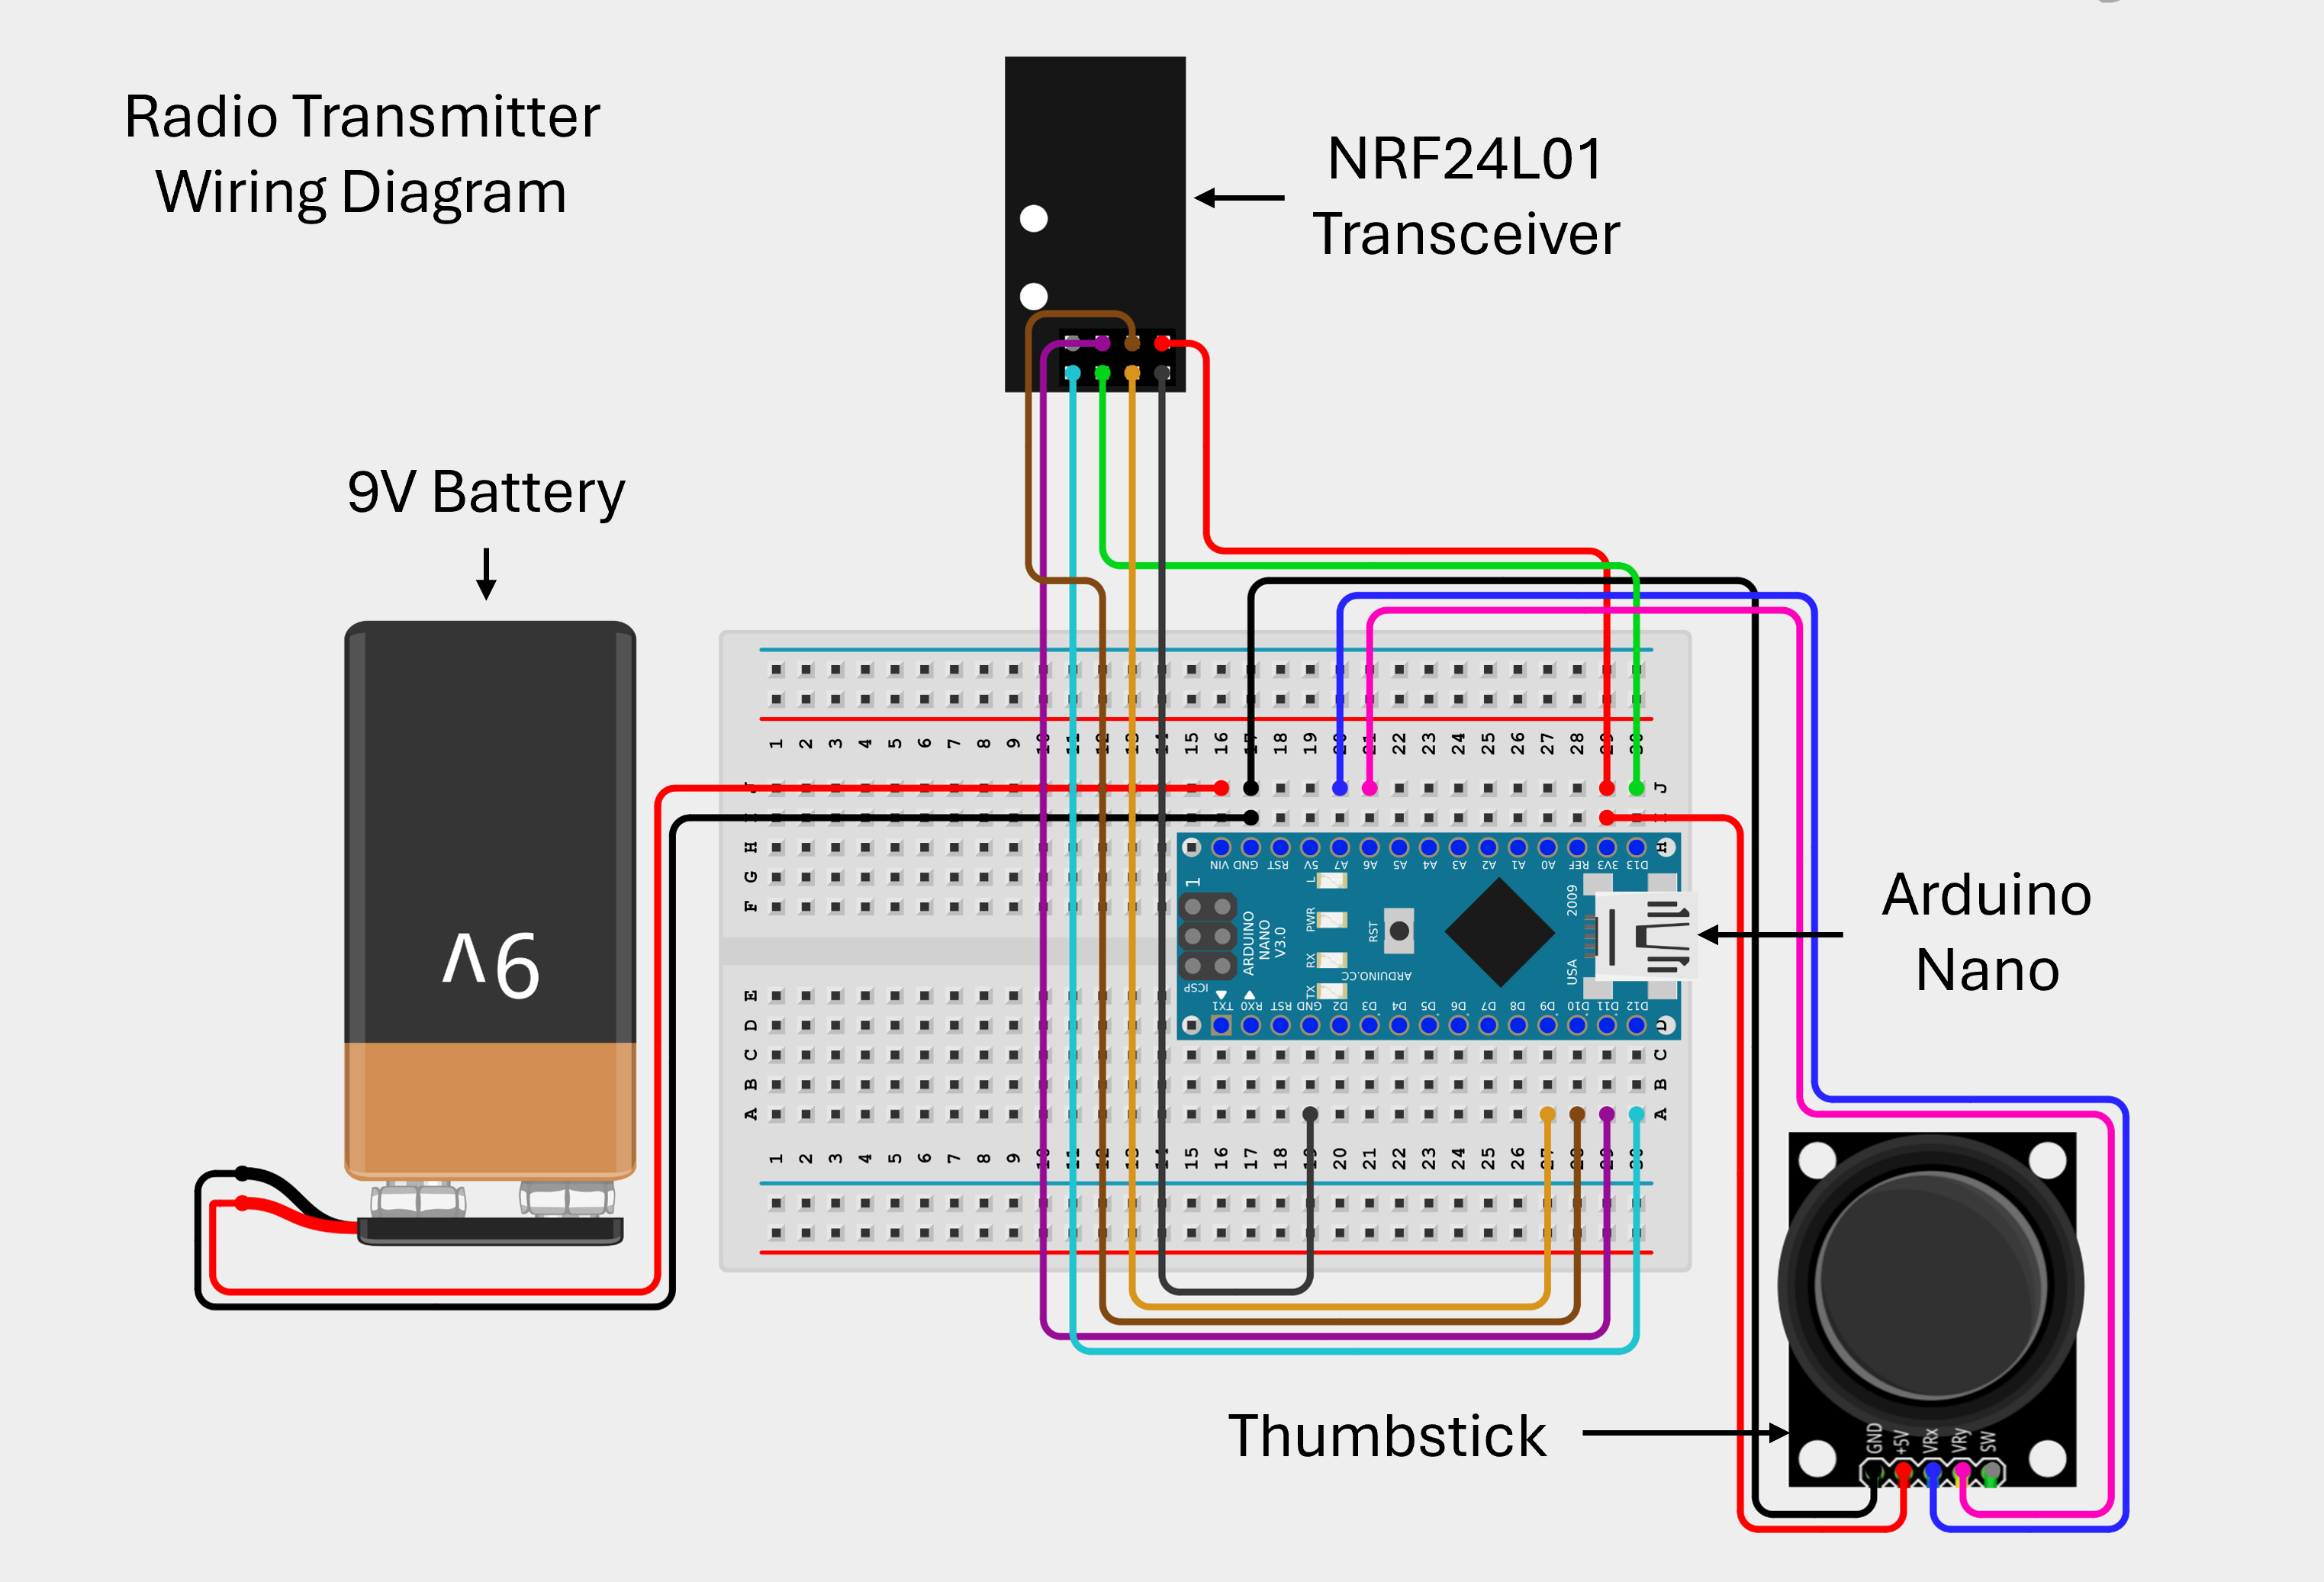 Radio Transmitter
Wiring Diagram
NRF24L01
Transceiver
9V Battery
9V
1 2 3 4 5 6 7 8 9 10 11 12 13 14 15 16 17 18 19 20 21 22 23 24 25 26 27 28 29 30
J
H
G
F
E
D
C
B
A
J
H
D
C
B
A
VIN GND RST 5V A7 A6 A5 A4 A3 A2 A1 A0 REF 3V3 D13
1
L
PWR
RX
TX
RST
2009
USA
ARDUINO
NANO
V3.0
ARDUINO.CC
ICSP
TX1 RX0 RST GND D2 D3 D4 D5 D6 D7 D8 D9 D10 D11 D12
Arduino
Nano
1 2 3 4 5 6 7 8 9 10 11 12 13 14 15 16 17 18 19 20 21 22 23 24 25 26 27 28 29 30
Thumbstick
GND +5V VRx VRy SW